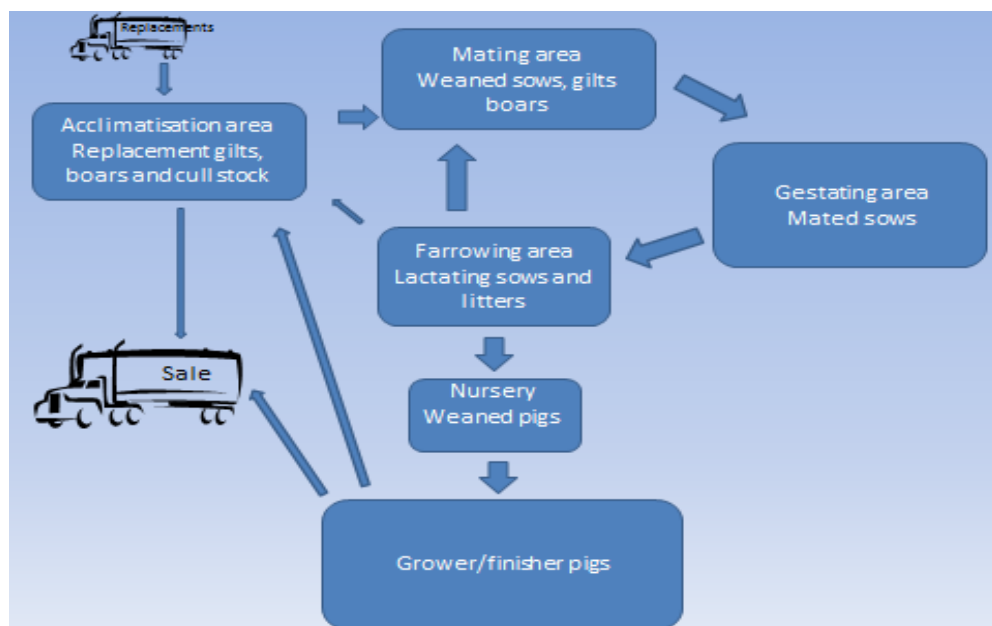 Replacements
Mating area
Weaned sows, gilts
boars
Acclimatisation area
Replacement gilts,
boars and cull stock
Gestating area
Mated sows
Farrowing area
Lactating sows and
litters
Sale
Nursery
Weaned pigs
Grower/finisher pigs